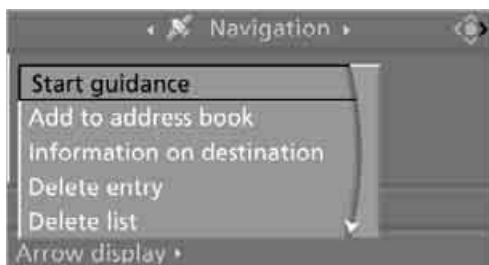 Navigation
Start guidance
Add to address book
Information on destination
Delete entry
Delete list
Arrow display